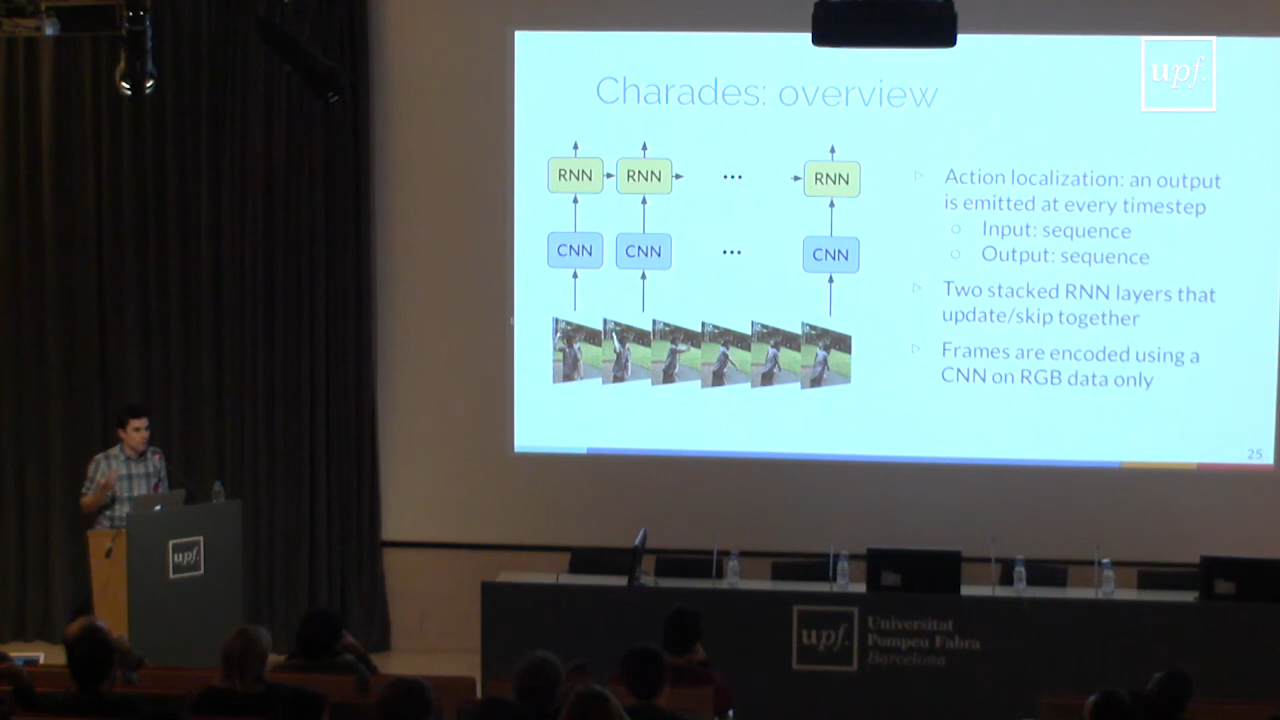 Charades: overview
upf.
RNN
RNN
...
RNN
CNN
CNN
...
CNN
Action localization: an output
is emitted at every timestep
Input: sequence
Output: sequence
Two stacked RNN layers that
update/skip together
Frames are encoded using a
CNN on RGB data only
25
upf.
upf.
Universitat
Pompeu Fabra
Barcelona